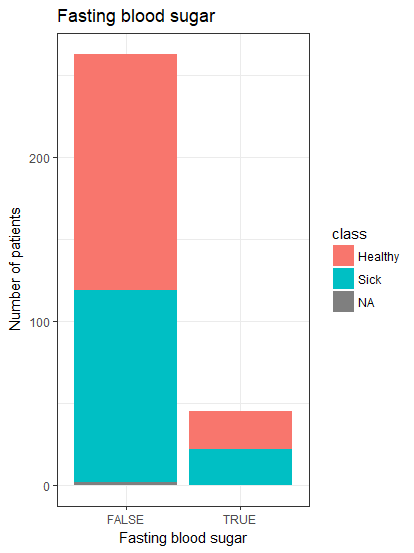 Fasting blood sugar
200
100
0
Number of patients
FALSE
TRUE
Fasting blood sugar
class
Healthy
Sick
NA